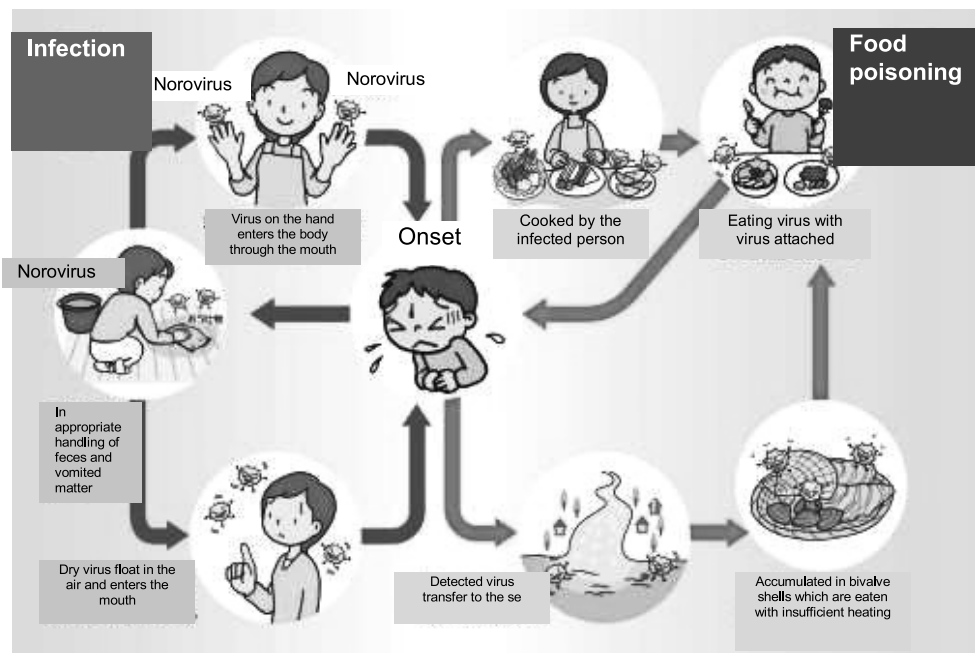 Infection
Food
poisoning
Norovirus
Norovirus
Virus on the hand
enters the body
through the mouth
Onset
Cooked by the
infected person
Eating virus with
virus attached
Norovirus
In
appropriate
handling of
feces and
vomited
matter
Dry virus float in the
air and enters the
mouth
Detected virus
transfer to the se
Accumulated in bivalve
shells which are eaten
with insufficient heating